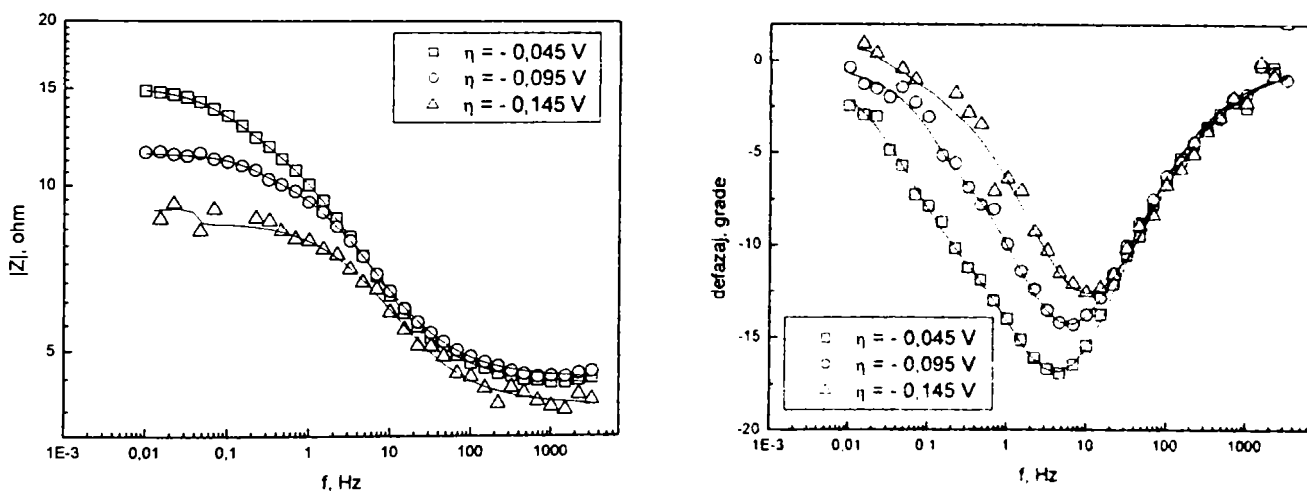 20
15
10
5
|Z|, ohm
η = - 0,045 V
η = - 0,095 V
η = - 0,145 V
1E-3 0,01 0,1 1 10 100 1000
f, Hz
0
-5
-10
-15
-20
defazaj, grade
η = - 0,045 V
η = - 0,095 V
η = - 0,145 V
1E-3 0,01 0,1 1 10 100 1000
f, Hz